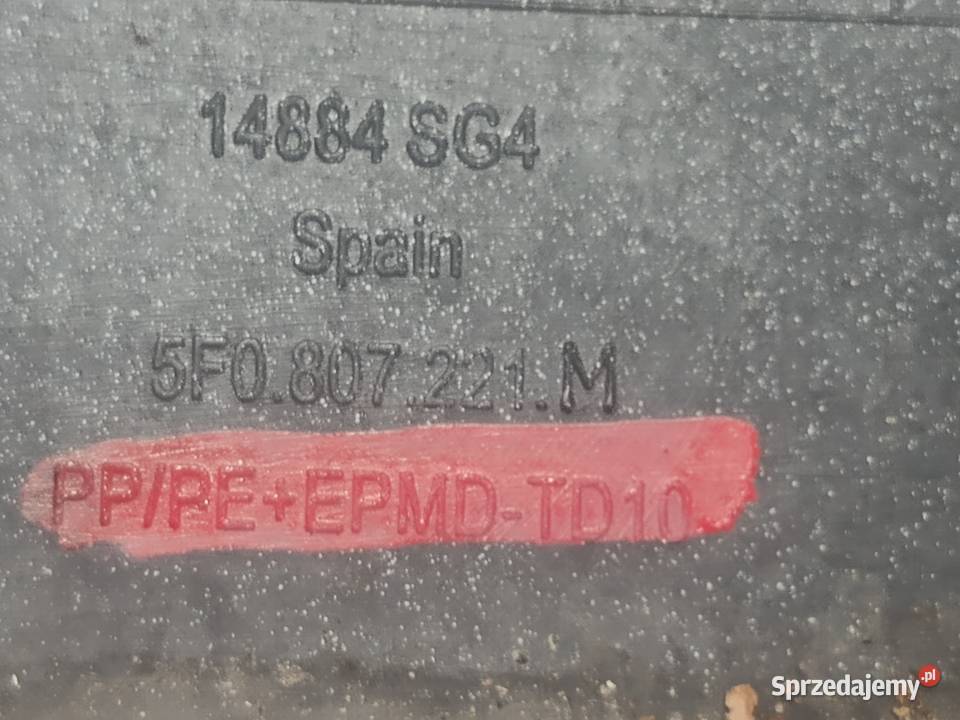 14884 SG4
Spain
5F0.807.221.M
PP/PE+EPMD-TD10
Sprzedajemy.pl